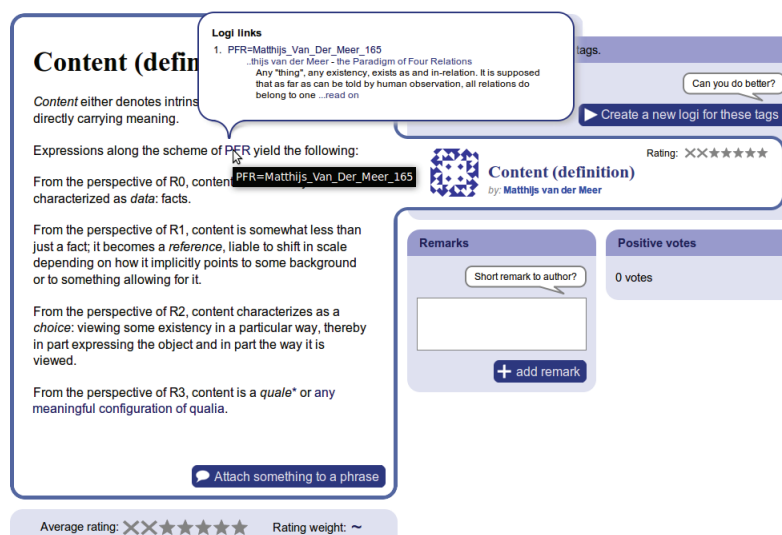 Logi links
1. PFR=Matthijs_Van_Der_Meer_165
..thijs van der Meer - the Paradigm of Four Relations
Any "thing", any existency, exists as and in-relation. It is supposed
that as far as can be told by human observation, all relations do
belong to one ...read on
Content (defin
Content either denotes intrins
directly carrying meaning.
Expressions along the scheme of PFR yield the following:
PFR=Matthijs_Van_Der_Meer_165
From the perspective of R0, content
characterized as data: facts.
From the perspective of R1, content is somewhat less than
just a fact; it becomes a reference, liable to shift in scale
depending on how it implicitly points to some background
or to something allowing for it.
From the perspective of R2, content characterizes as a
choice: viewing some existency in a particular way, thereby
in part expressing the object and in part the way it is
viewed.
From the perspective of R3, content is a quale* or any
meaningful configuration of qualia.
Attach something to a phrase
Average rating:
Rating weight: ~
tags.
Can you do better?
Create a new logi for these tags
Rating:
Content (definition)
by: Matthijs van der Meer
Remarks
Short remark to author?
add remark
Positive votes
0 votes